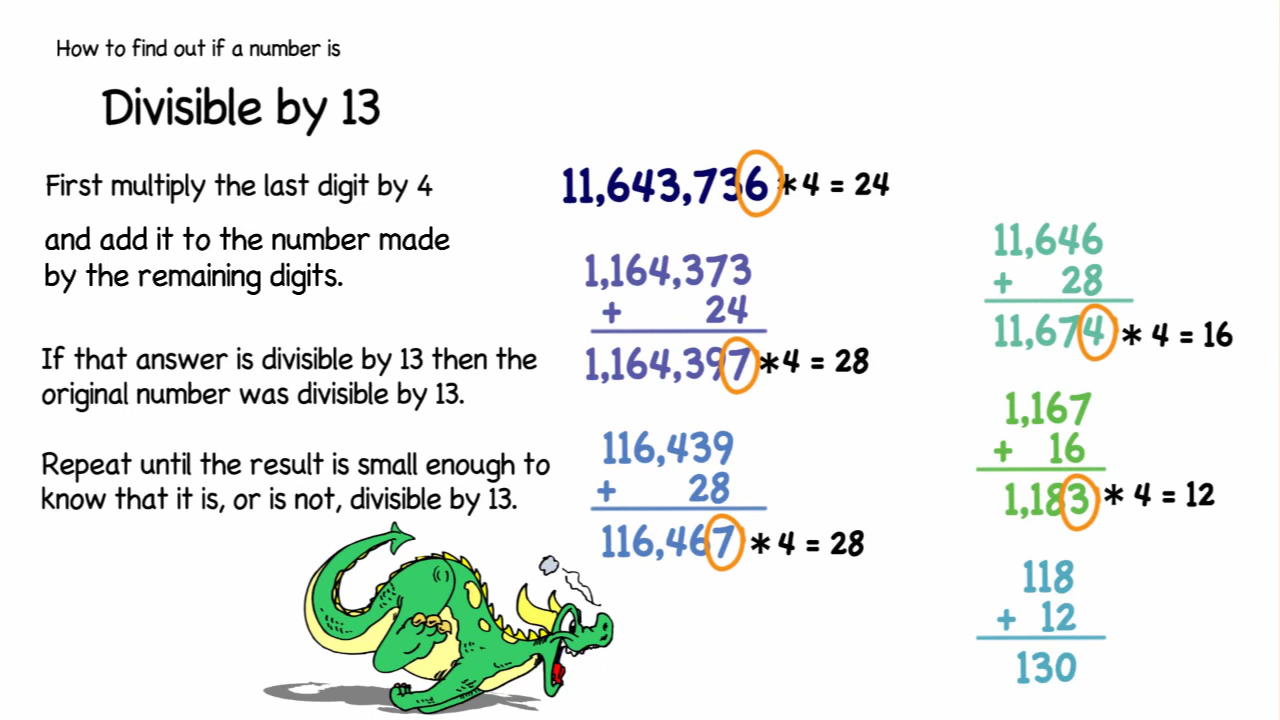 How to find out if a number is
Divisible by 13
First multiply the last digit by 4
and add it to the number made
by the remaining digits.
If that answer is divisible by 13 then the
original number was divisible by 13.
Repeat until the result is small enough to
know that it is, or is not, divisible by 13.
11,643,736 * 4 = 24
1,164,373
+ 24
1,164,397 * 4 = 28
116,439
+ 28
116,467 * 4 = 28
11,646
+ 28
11,674 * 4 = 16
1,167
+ 16
1,183 * 4 = 12
118
+ 12
130